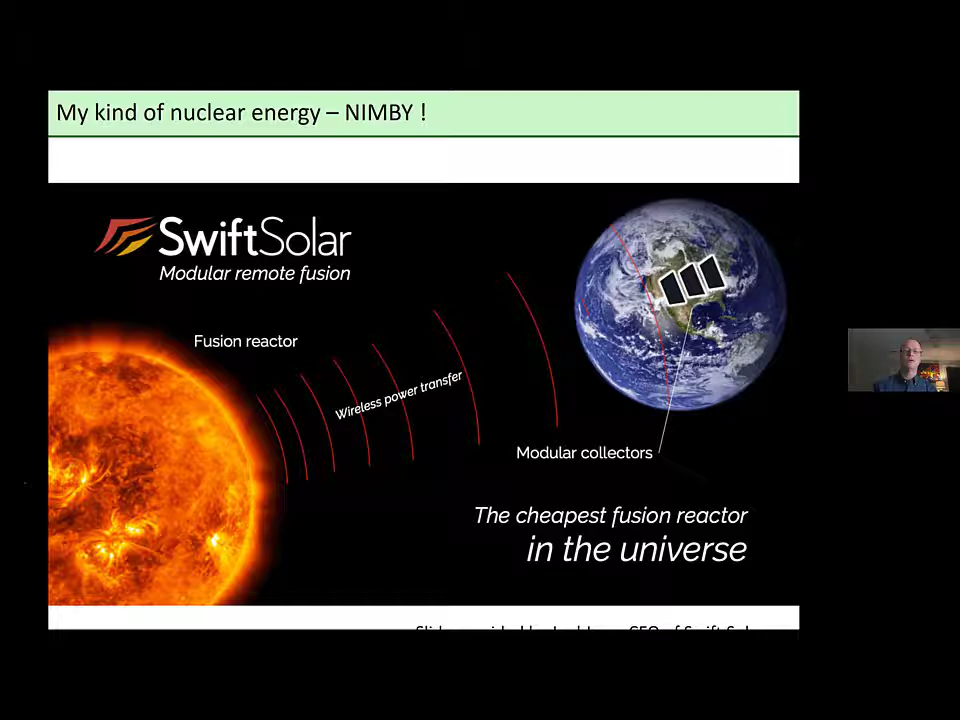 My kind of nuclear energy – NIMBY !
SwiftSolar
Modular remote fusion
Fusion reactor
Wireless power transfer
Modular collectors
The cheapest fusion reactor
in the universe